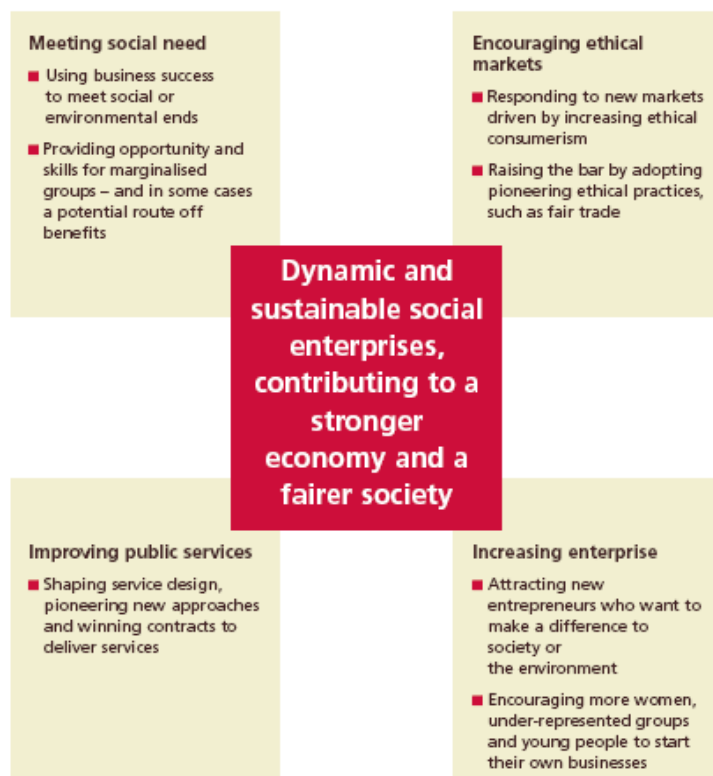 Meeting social need
Using business success
to meet social or
environmental ends
Providing opportunity and
skills for marginalised
groups – and in some cases
a potential route off
benefits
Encouraging ethical
markets
Responding to new markets
driven by increasing ethical
consumerism
Raising the bar by adopting
pioneering ethical practices,
such as fair trade
Dynamic and
sustainable social
enterprises,
contributing to a
stronger
economy and a
fairer society
Improving public services
Shaping service design,
pioneering new approaches
and winning contracts to
deliver services
Increasing enterprise
Attracting new
entrepreneurs who want to
make a difference to
society or
the environment
Encouraging more women,
under-represented groups
and young people to start
their own businesses